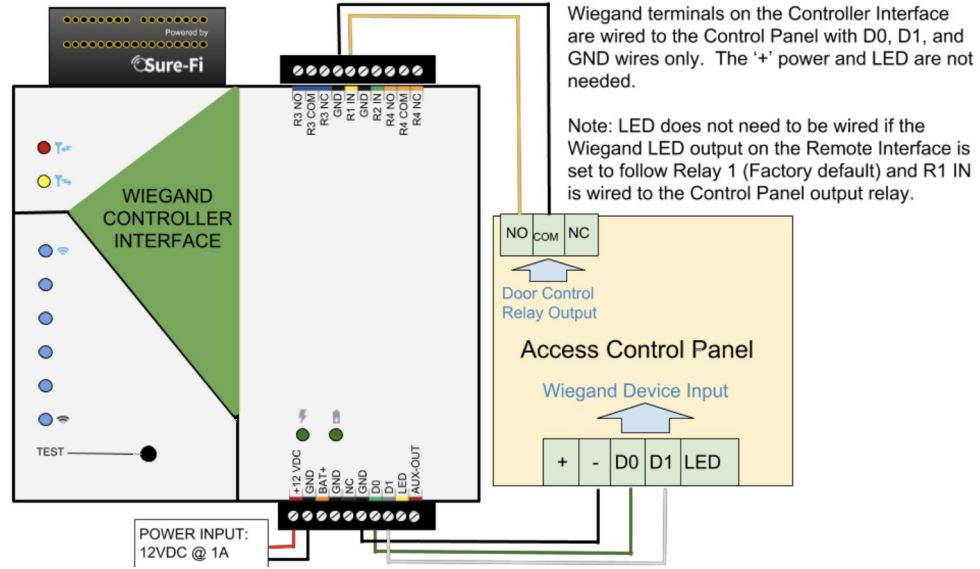 Powered by
Sure-Fi
Wiegand terminals on the Controller Interface
are wired to the Control Panel with D0, D1, and
GND wires only. The ‘+’ power and LED are not
needed.
Note: LED does not need to be wired if the
Wiegand LED output on the Remote Interface is
set to follow Relay 1 (Factory default) and R1 IN
is wired to the Control Panel output relay.
R3 NO
R3 COM
R3 NC
GND
R1 IN
GND
R2 IN
R4 NO
R4 COM
R4 NC
WIEGAND
CONTROLLER
INTERFACE
NO COM NC
Door Control
Relay Output
Access Control Panel
Wiegand Device Input
+ - D0 D1 LED
TEST
+12 VDC
GND
BAT+
GND
NC
GND
D0
D1
LED
AUX-OUT
POWER INPUT:
12VDC @ 1A